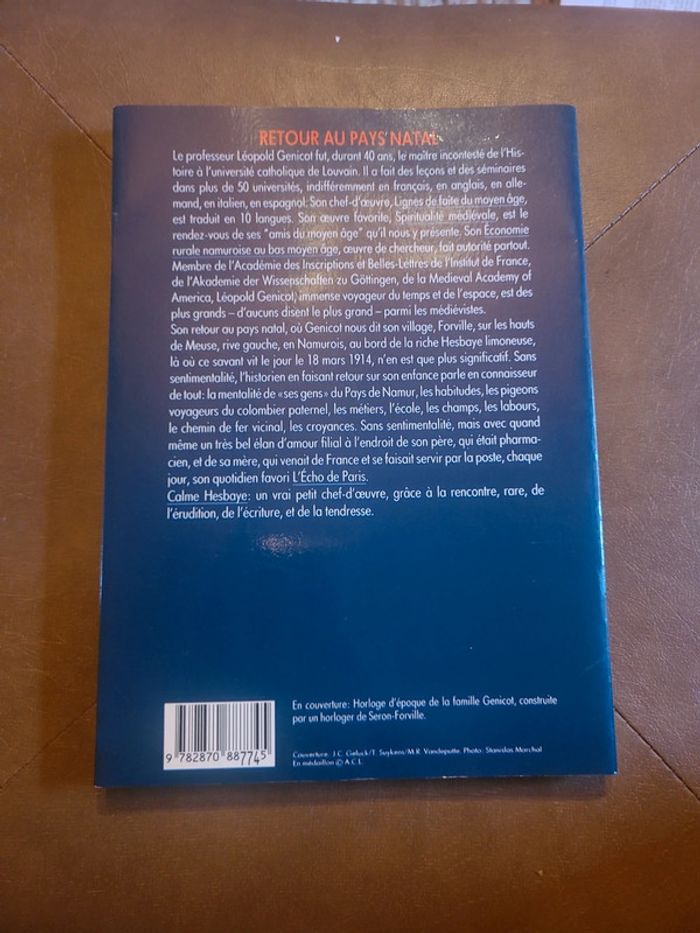 RETOUR AU PAYS NATAL
Le professeur Léopold Genicot fut, durant 40 ans, le maître incontesté de l'His-
toire à l'université catholique de Louvain. Il a fait des leçons et des séminaires
dans plus de 50 universités, indifféremment en français, en anglais, en alle-
mand, en italien, en espagnol. Son chef-d'œuvre, Lignes de faîte du moyen âge,
est traduit en 10 langues. Son œuvre favorite, Spiritualité médiévale, est le
rendez-vous de ses "amis du moyen âge" qu'il nous y présente. Son Économie
rurale namuroise au bas moyen âge, œuvre de chercheur, fait autorité partout.
Membre de l'Académie des Inscriptions et Belles-Lettres de l'Institut de France,
de l'Akademie der Wissenschaften zu Göttingen, de la Medieval Academy of
America, Léopold Genicot, immense voyageur du temps et de l'espace, est des
plus grands – d'aucuns disent le plus grand – parmi les médiévistes.
Son retour au pays natal, où Genicot nous dit son village, Forville, sur les hauts
de Meuse, rive gauche, en Namurois, au bord de la riche Hesbaye limoneuse,
là où ce savant vit le jour le 18 mars 1914, n'en est que plus significatif. Sans
sentimentalité, l'historien en faisant retour sur son enfance parle en connaisseur
de tout: la mentalité de «ses gens» du Pays de Namur, les habitudes, les pigeons
voyageurs du colombier paternel, les métiers, l'école, les champs, les labours,
le chemin de fer vicinal, les croyances. Sans sentimentalité, mais avec quand
même un très bel élan d'amour filial à l'endroit de son père, qui était pharma-
cien, et de sa mère, qui venait de France et se faisait servir par la poste, chaque
jour, son quotidien favori L'Écho de Paris.
Calme Hesbaye: un vrai petit chef-d'œuvre, grâce à la rencontre, rare, de
l'érudition, de l'écriture, et de la tendresse.
En couverture: Horloge d'époque de la famille Genicot, construite
par un horloger de Seron-Forville.
Couverture: J.C. Geluck/T. Suykens/M.R. Vandeputte. Photo: Stanislas Marchal
En médaillon © A.C.L.
9 782870 887745